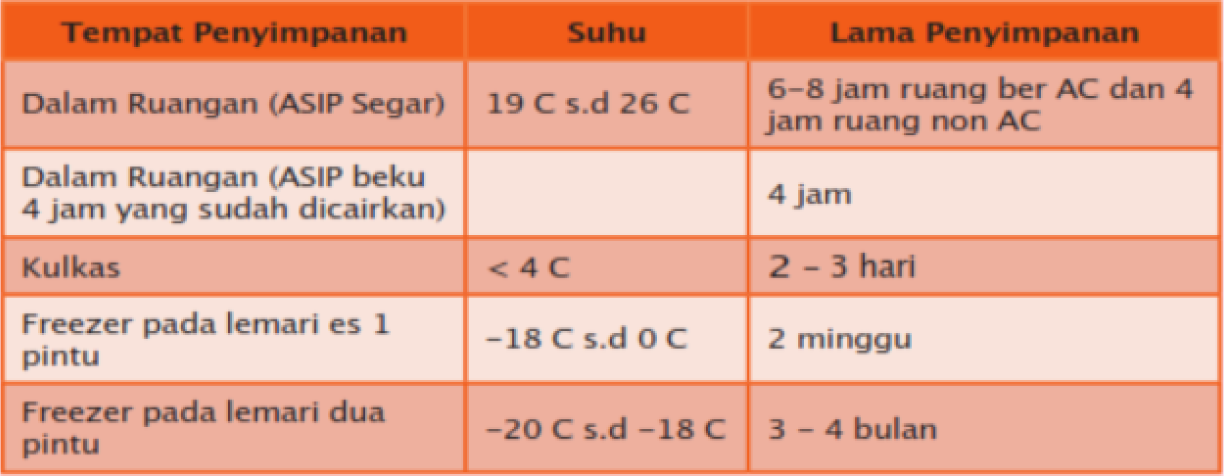 Tempat Penyimpanan Suhu Lama Penyimpanan
Dalam Ruangan (ASIP Segar) 19 C s.d 26 C 6-8 jam ruang ber AC dan 4
jam ruang non AC
Dalam Ruangan (ASIP beku
4 jam yang sudah dicairkan) 4 jam
Kulkas < 4 C 2 - 3 hari
Freezer pada lemari es 1
pintu -18 C s.d 0 C 2 minggu
Freezer pada lemari dua
pintu -20 C s.d -18 C 3 - 4 bulan